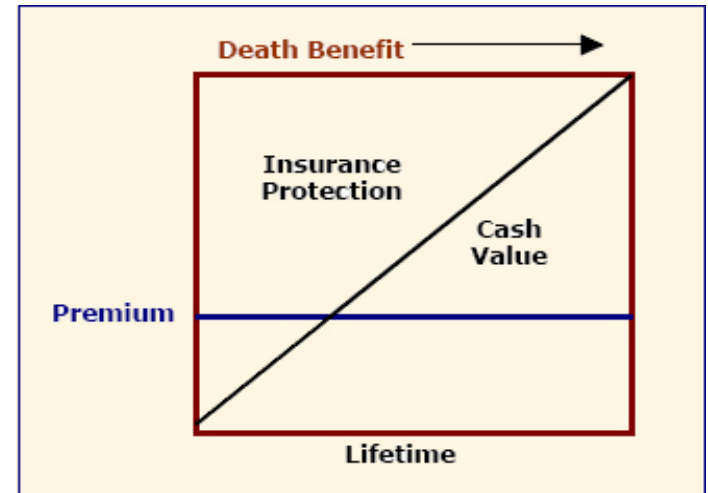 Death Benefit
Insurance
Protection
Cash
Value
Premium
Lifetime